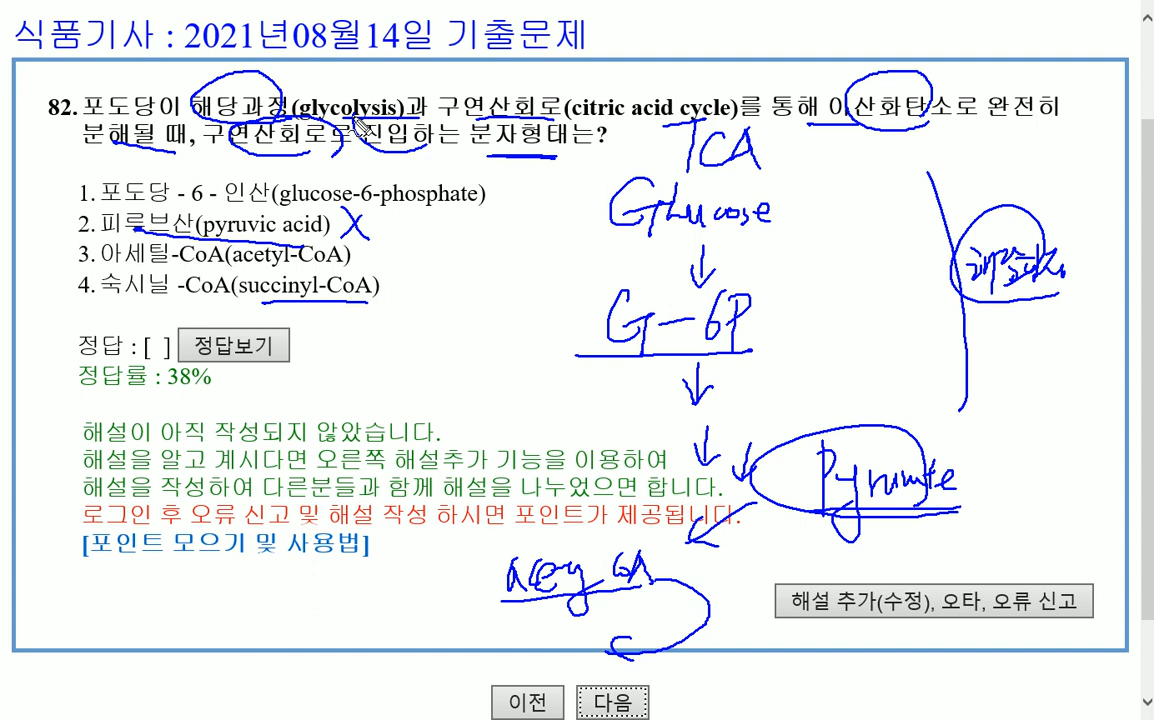 식품기사 : 2021년08월14일 기출문제
82. 포도당이 해당과정(glycolysis)과 구연산회로(citric acid cycle)를 통해 이산화탄소로 완전히
분해될 때, 구연산회로르 진입하는 분자형태는?
TCA
1. 포도당 - 6 - 인산(glucose-6-phosphate)
Glucose
2. 피루브산(pyruvic acid) X
3. 아세틸-CoA(acetyl-CoA)
해당과정
4. 숙시닐 -CoA(succinyl-CoA)
G-6P
정답 : [ ] 정답보기
정답률 : 38%
해설이 아직 작성되지 않았습니다.
해설을 알고 계시다면 오른쪽 해설추가 기능을 이용하여
해설을 작성하여 다른분들과 함께 해설을 나누었으면 합니다.
로그인 후 오류 신고 및 해설 작성 하시면 포인트가 제공됩니다.
[포인트 모으기 및 사용법]
해설 추가(수정), 오타, 오류 신고
이전 다음